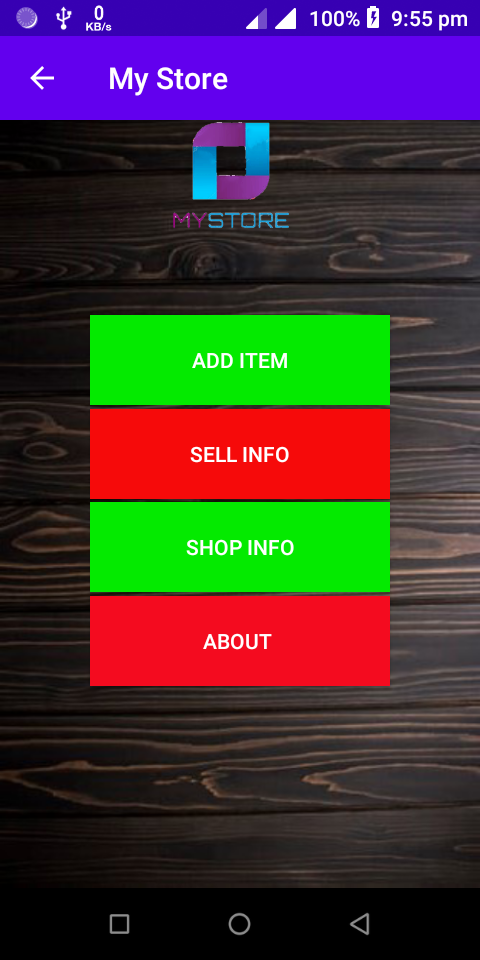 0
KB/s
100%
9:55 pm
My Store
MYSTORE
ADD ITEM
SELL INFO
SHOP INFO
ABOUT